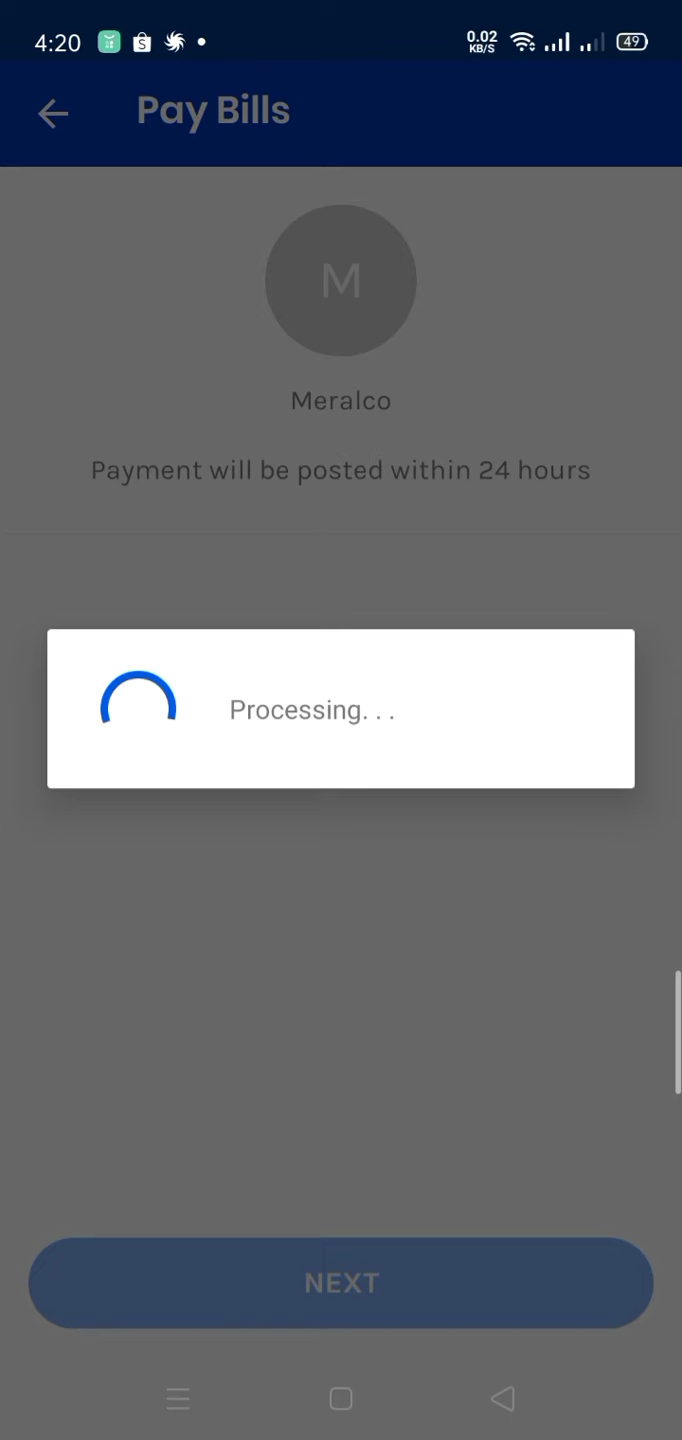 4:20
0.02
KB/S
49
Pay Bills
M
Meralco
Payment will be posted within 24 hours
Processing. . .
NEXT